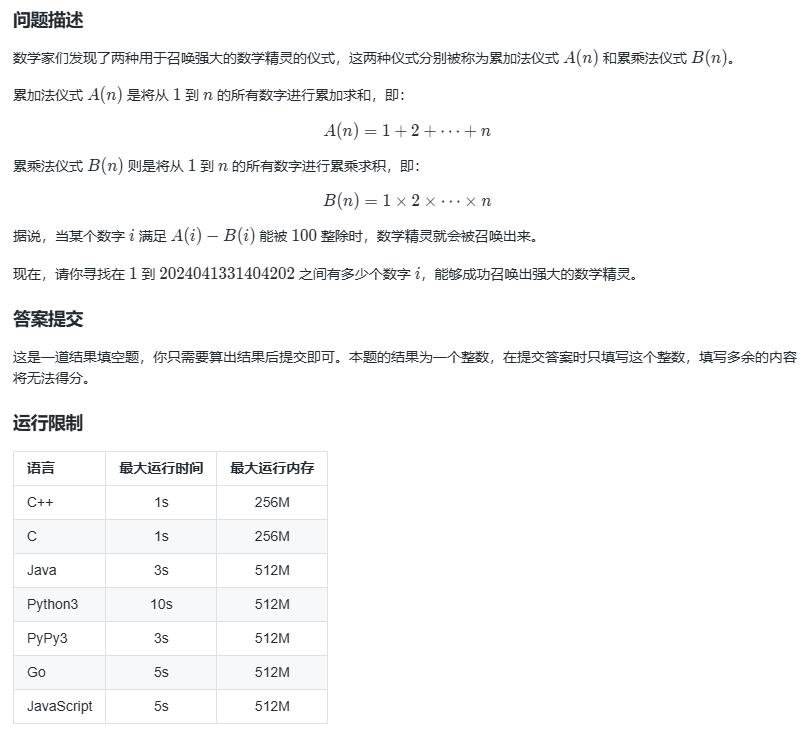 问题描述
数学家们发现了两种用于召唤强大的数学精灵的仪式，这两种仪式分别被称为累加法仪式 A(n) 和累乘法仪式 B(n)。
累加法仪式 A(n) 是将从 1 到 n 的所有数字进行累加求和，即：
A(n) = 1 + 2 + ⋯ + n
累乘法仪式 B(n) 则是将从 1 到 n 的所有数字进行累乘求积，即：
B(n) = 1 × 2 × ⋯ × n
据说，当某个数字 i 满足 A(i) − B(i) 能被 100 整除时，数学精灵就会被召唤出来。
现在，请你寻找在 1 到 2024041331404202 之间有多少个数字 i，能够成功召唤出强大的数学精灵。
答案提交
这是一道结果填空题，你只需要算出结果后提交即可。本题的结果为一个整数，在提交答案时只填写这个整数，填写多余的内容
将无法得分。
运行限制
语言 最大运行时间 最大运行内存
C++ 1s 256M
C 1s 256M
Java 3s 512M
Python3 10s 512M
PyPy3 3s 512M
Go 5s 512M
JavaScript 5s 512M